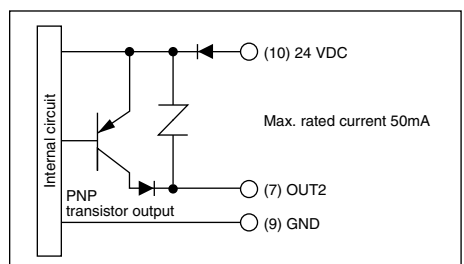 Internal circuit
(10) 24 VDC
Max. rated current 50mA
PNP
transistor output
(7) OUT2
(9) GND